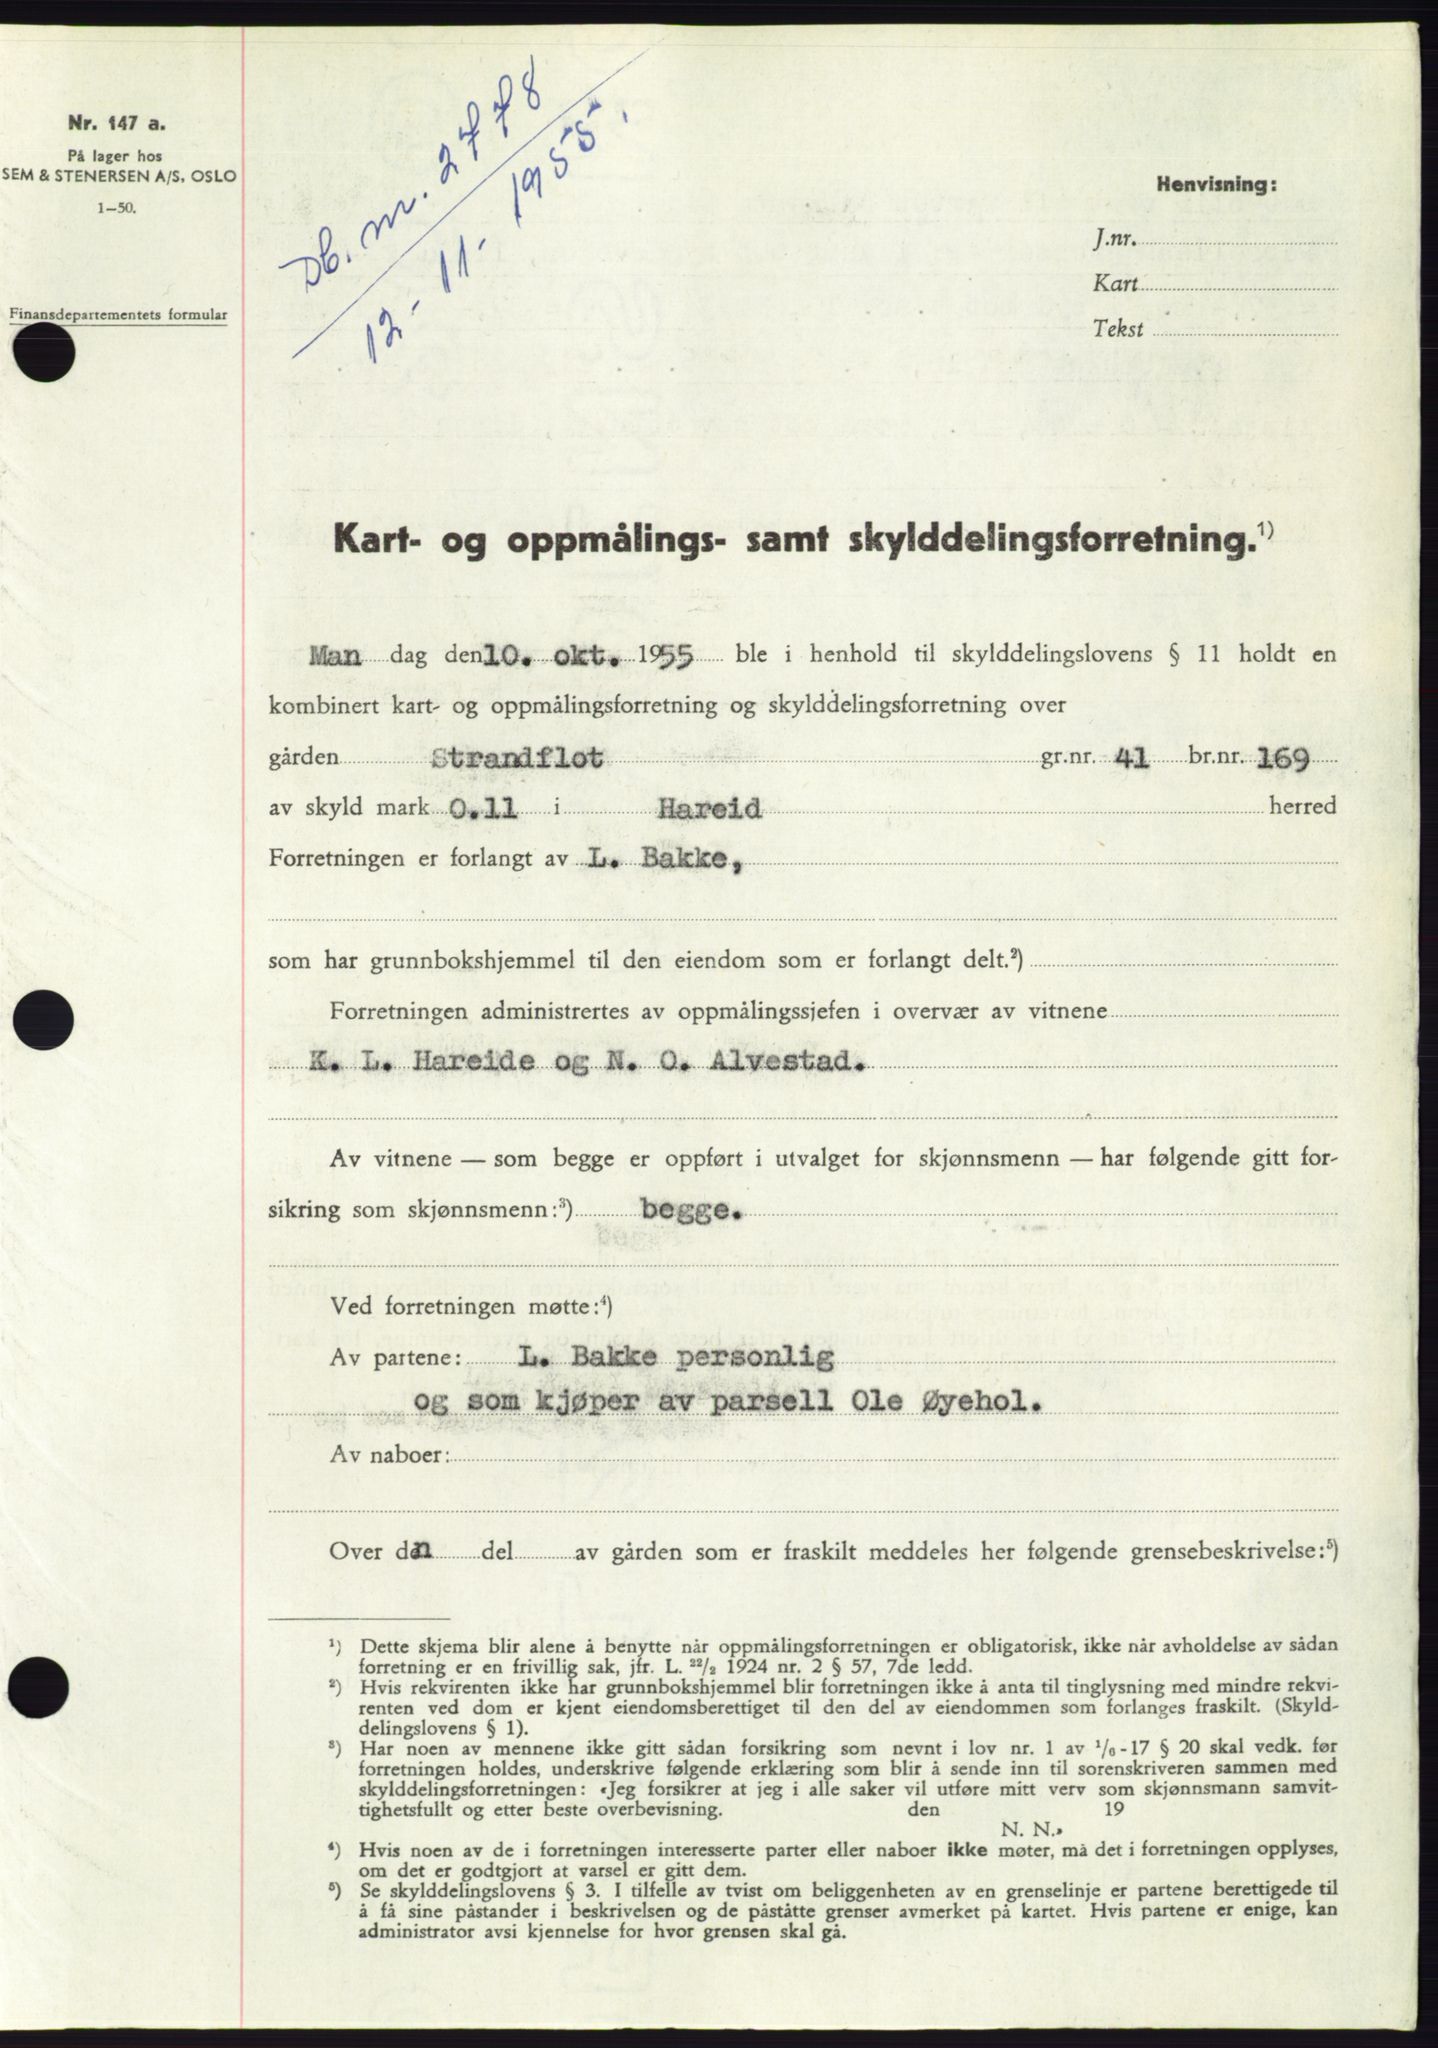 Nr. 147 a.
På lager hos
SEM & STENERSEN A/S, OSLO
1—50.
Finansdepartementets formular
Db. nr. 2778
12.-11.-1955.
Henvisning:
J.nr.
Kart
Tekst
Kart- og oppmålings- samt skylddelingsforretning.¹)
Man dag den 10. okt. 1955 ble i henhold til skylddelingslovens § 11 holdt en
kombinert kart- og oppmålingsforretning og skylddelingsforretning over
gården Strandflot gr.nr. 41 br.nr. 169
av skyld mark 0.11 i Hareid herred
Forretningen er forlangt av L. Bakke,
som har grunnbokshjemmel til den eiendom som er forlangt delt.²)
Forretningen administrertes av oppmålingssjefen i overvær av vitnene
K. L. Hareide og N. O. Alvestad.
Av vitnene — som begge er oppført i utvalget for skjønnsmenn — har følgende gitt for-
sikring som skjønnsmenn:³) begge.
Ved forretningen møtte:⁴)
Av partene: L. Bakke personlig
og som kjøper av parsell Ole Øyehol.
Av naboer:
Over den del av gården som er fraskilt meddeles her følgende grensebeskrivelse:⁵)
¹) Dette skjema blir alene å benytte når oppmålingsforretningen er obligatorisk, ikke når avholdelse av sådan
forretning er en frivillig sak, jfr. L. ²²/₂ 1924 nr. 2 § 57, 7de ledd.
²) Hvis rekvirenten ikke har grunnbokshjemmel blir forretningen ikke å anta til tinglysning med mindre rekvi-
renten ved dom er kjent eiendomsberettiget til den del av eiendommen som forlanges fraskilt. (Skyld-
delingslovens § 1).
³) Har noen av mennene ikke gitt sådan forsikring som nevnt i lov nr. 1 av ¹/₆-17 § 20 skal vedk. før
forretningen holdes, underskrive følgende erklæring som blir å sende inn til sorenskriveren sammen med
skylddelingsforretningen: «Jeg forsikrer at jeg i alle saker vil utføre mitt verv som skjønnsmann samvit-
tighetsfullt og etter beste overbevisning. den 19
N. N.»
⁴) Hvis noen av de i forretningen interesserte parter eller naboer ikke møter, må det i forretningen opplyses,
om det er godtgjort at varsel er gitt dem.
⁵) Se skylddelingslovens § 3. I tilfelle av tvist om beliggenheten av en grenselinje er partene berettigede til
å få sine påstander i beskrivelsen og de påståtte grenser avmerket på kartet. Hvis partene er enige, kan
administrator avsi kjennelse for hvor grensen skal gå.